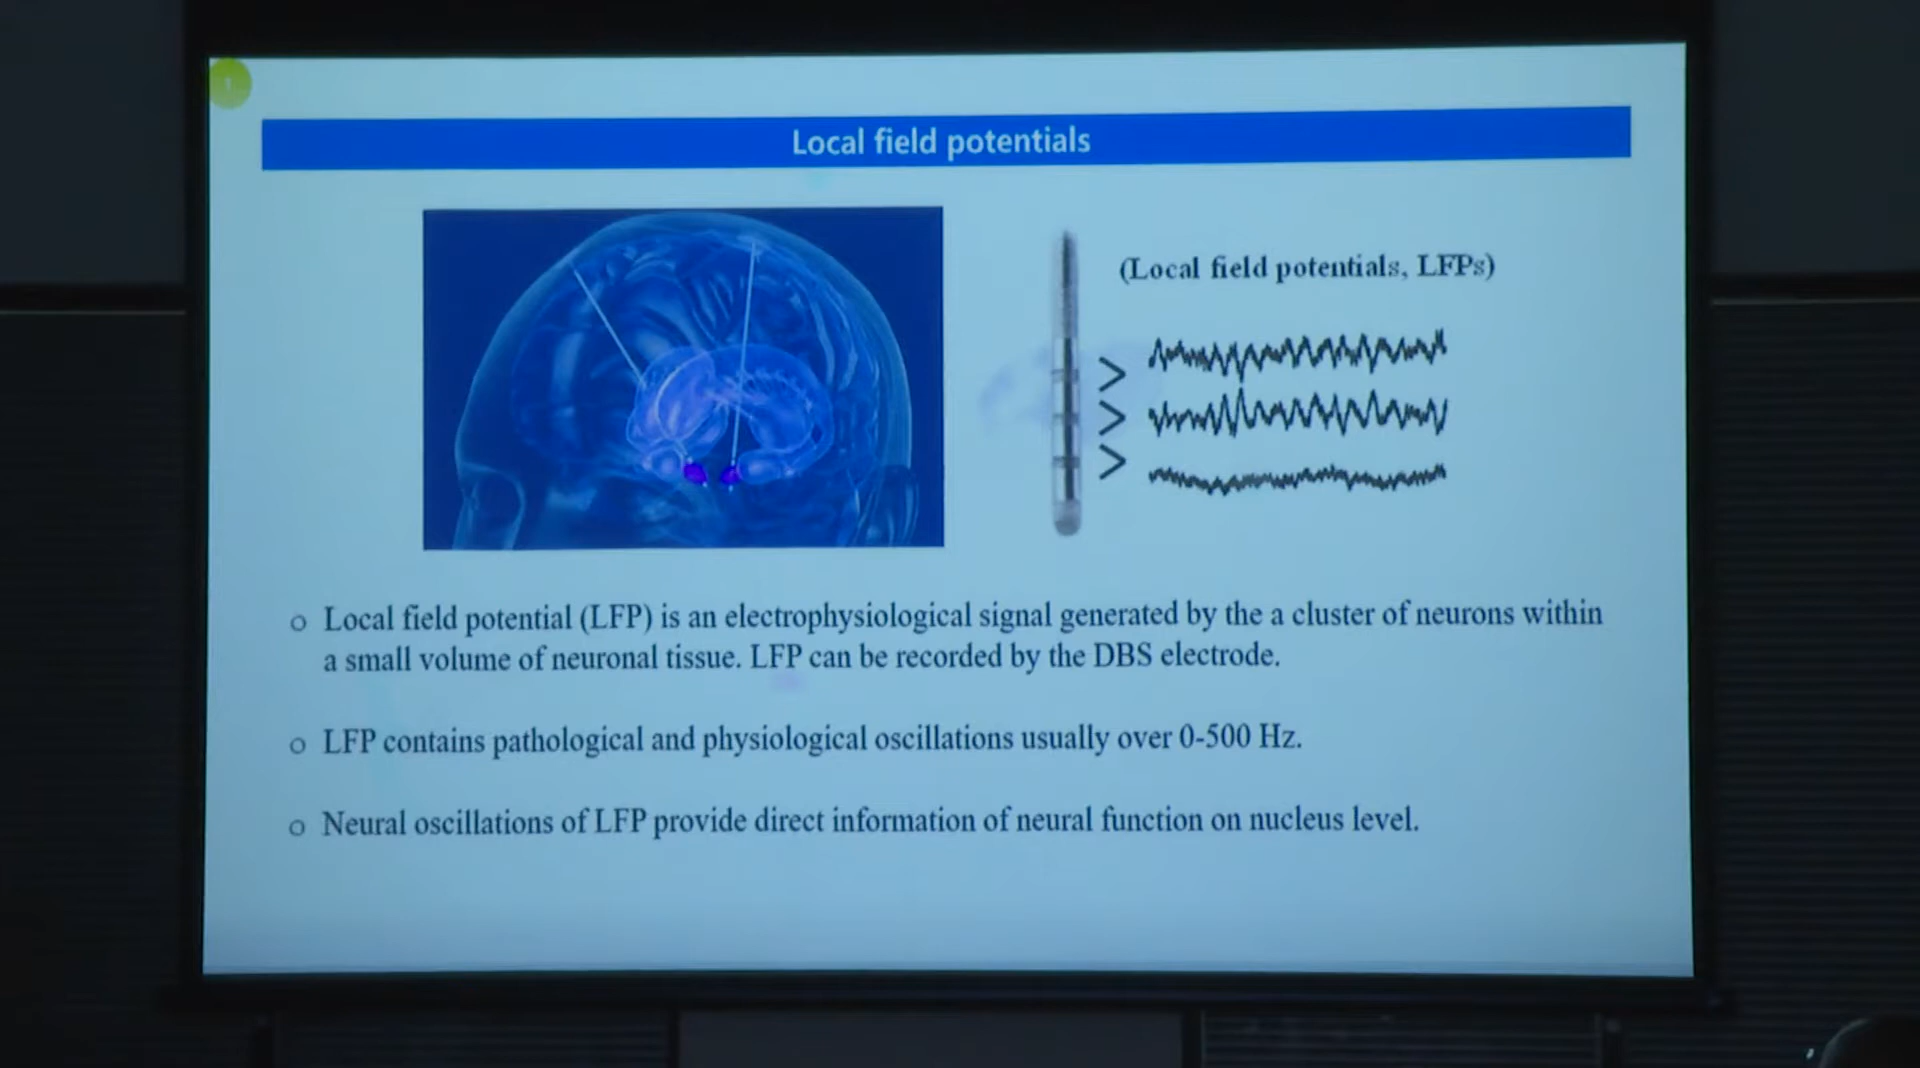 Local field potentials
(Local field potentials, LFPs)
o Local field potential (LFP) is an electrophysiological signal generated by the a cluster of neurons within
a small volume of neuronal tissue. LFP can be recorded by the DBS electrode.
o LFP contains pathological and physiological oscillations usually over 0-500 Hz.
o Neural oscillations of LFP provide direct information of neural function on nucleus level.